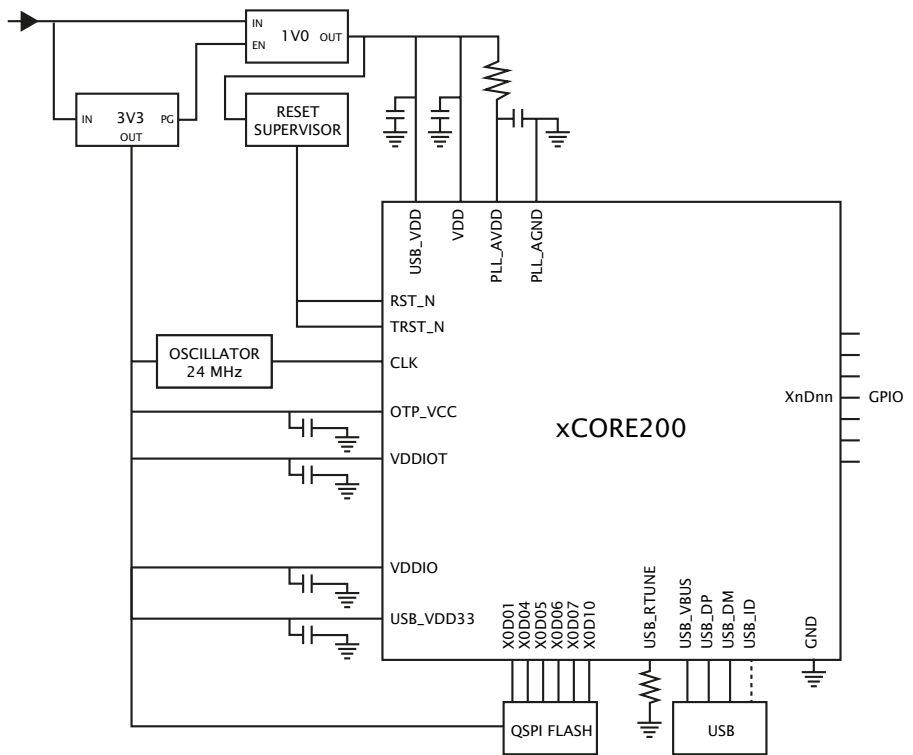 IN
EN
1V0
OUT
IN
3V3
PG
OUT
RESET
SUPERVISOR
USB_VDD
VDD
PLL_AVDD
PLL_AGND
RST_N
TRST_N
OSCILLATOR
24 MHz
CLK
OTP_VCC
VDDIOT
VDDIO
USB_VDD33
xCORE200
XnDnn
GPIO
X0D01
X0D04
X0D05
X0D06
X0D07
X0D10
USB_RTUNE
USB_VBUS
USB_DP
USB_DM
USB_ID
GND
QSPI FLASH
USB